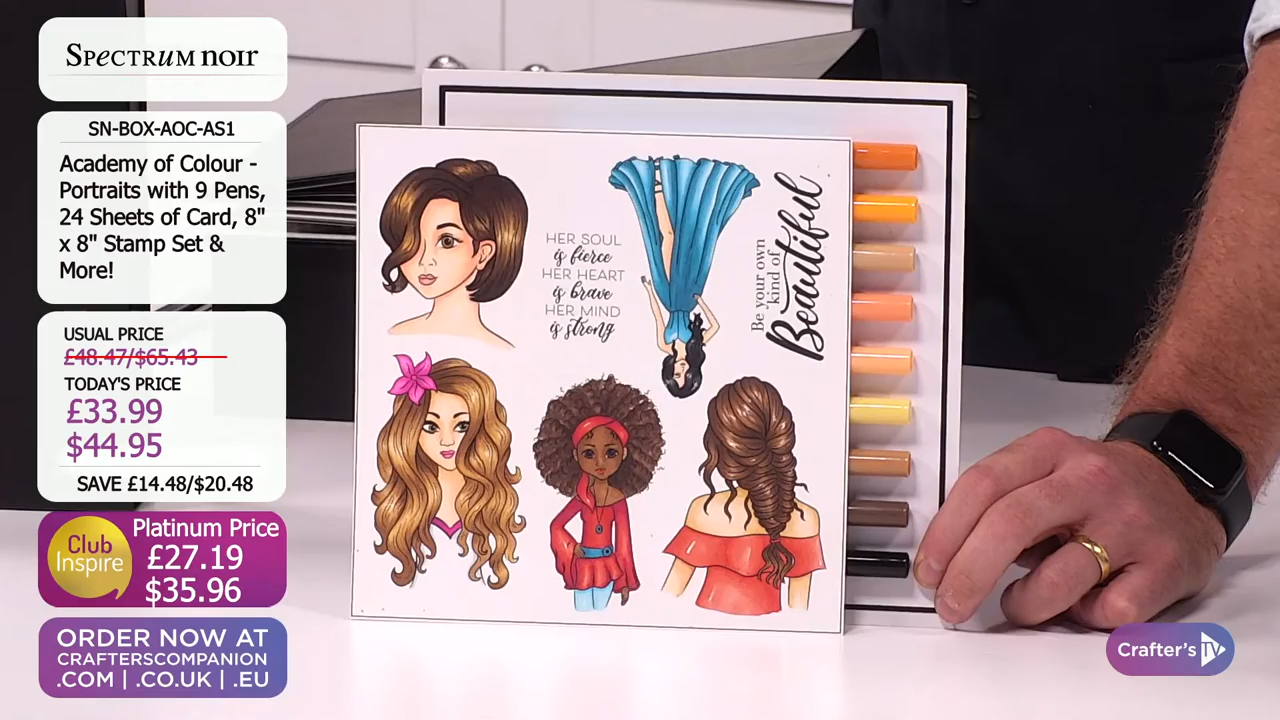 SPECTRUM NOIR
SN-BOX-AOC-AS1
Academy of Colour -
Portraits with 9 Pens,
24 Sheets of Card, 8"
x 8" Stamp Set &
More!
USUAL PRICE
£48.47/$65.43
TODAY'S PRICE
£33.99
$44.95
SAVE £14.48/$20.48
Club
Inspire
Platinum Price
£27.19
$35.96
ORDER NOW AT
CRAFTERSCOMPANION
.COM | .CO.UK | .EU
HER SOUL
is fierce
HER HEART
is brave
HER MIND
is strong
Be your own
kind of
Beautiful
Crafter's TV